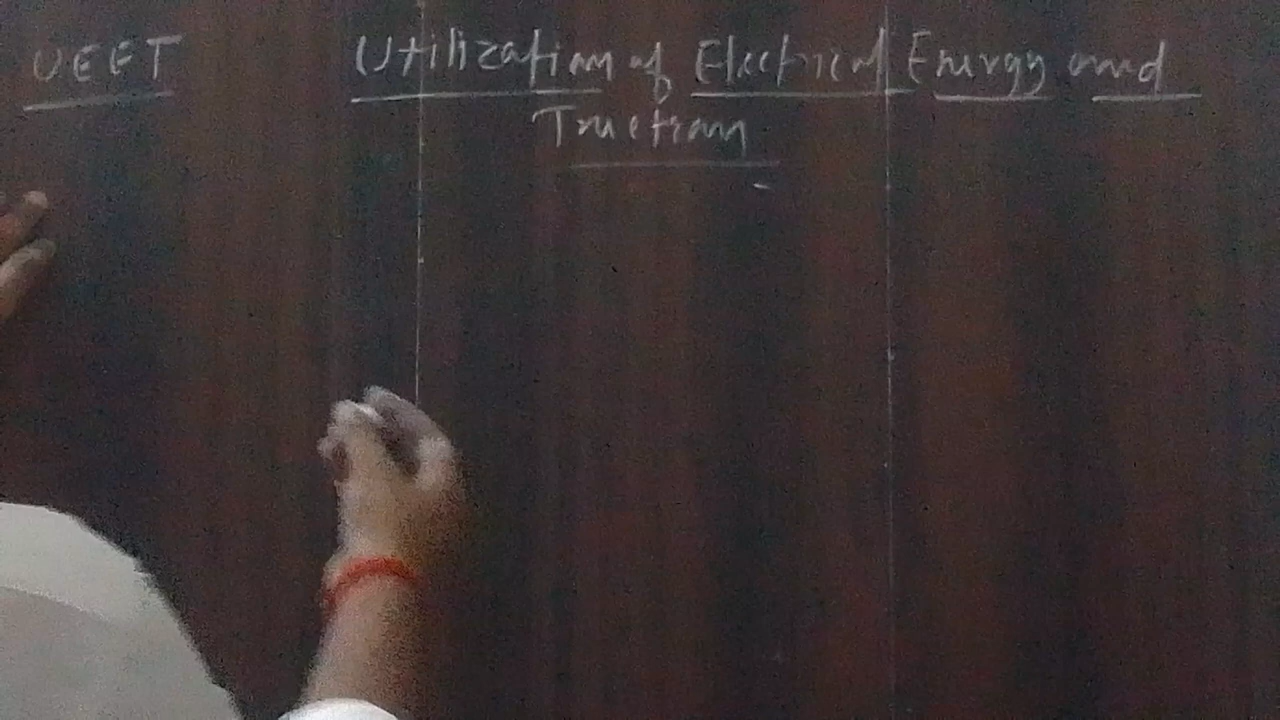 UEET
Utilization of Electrical Energy and
Traction